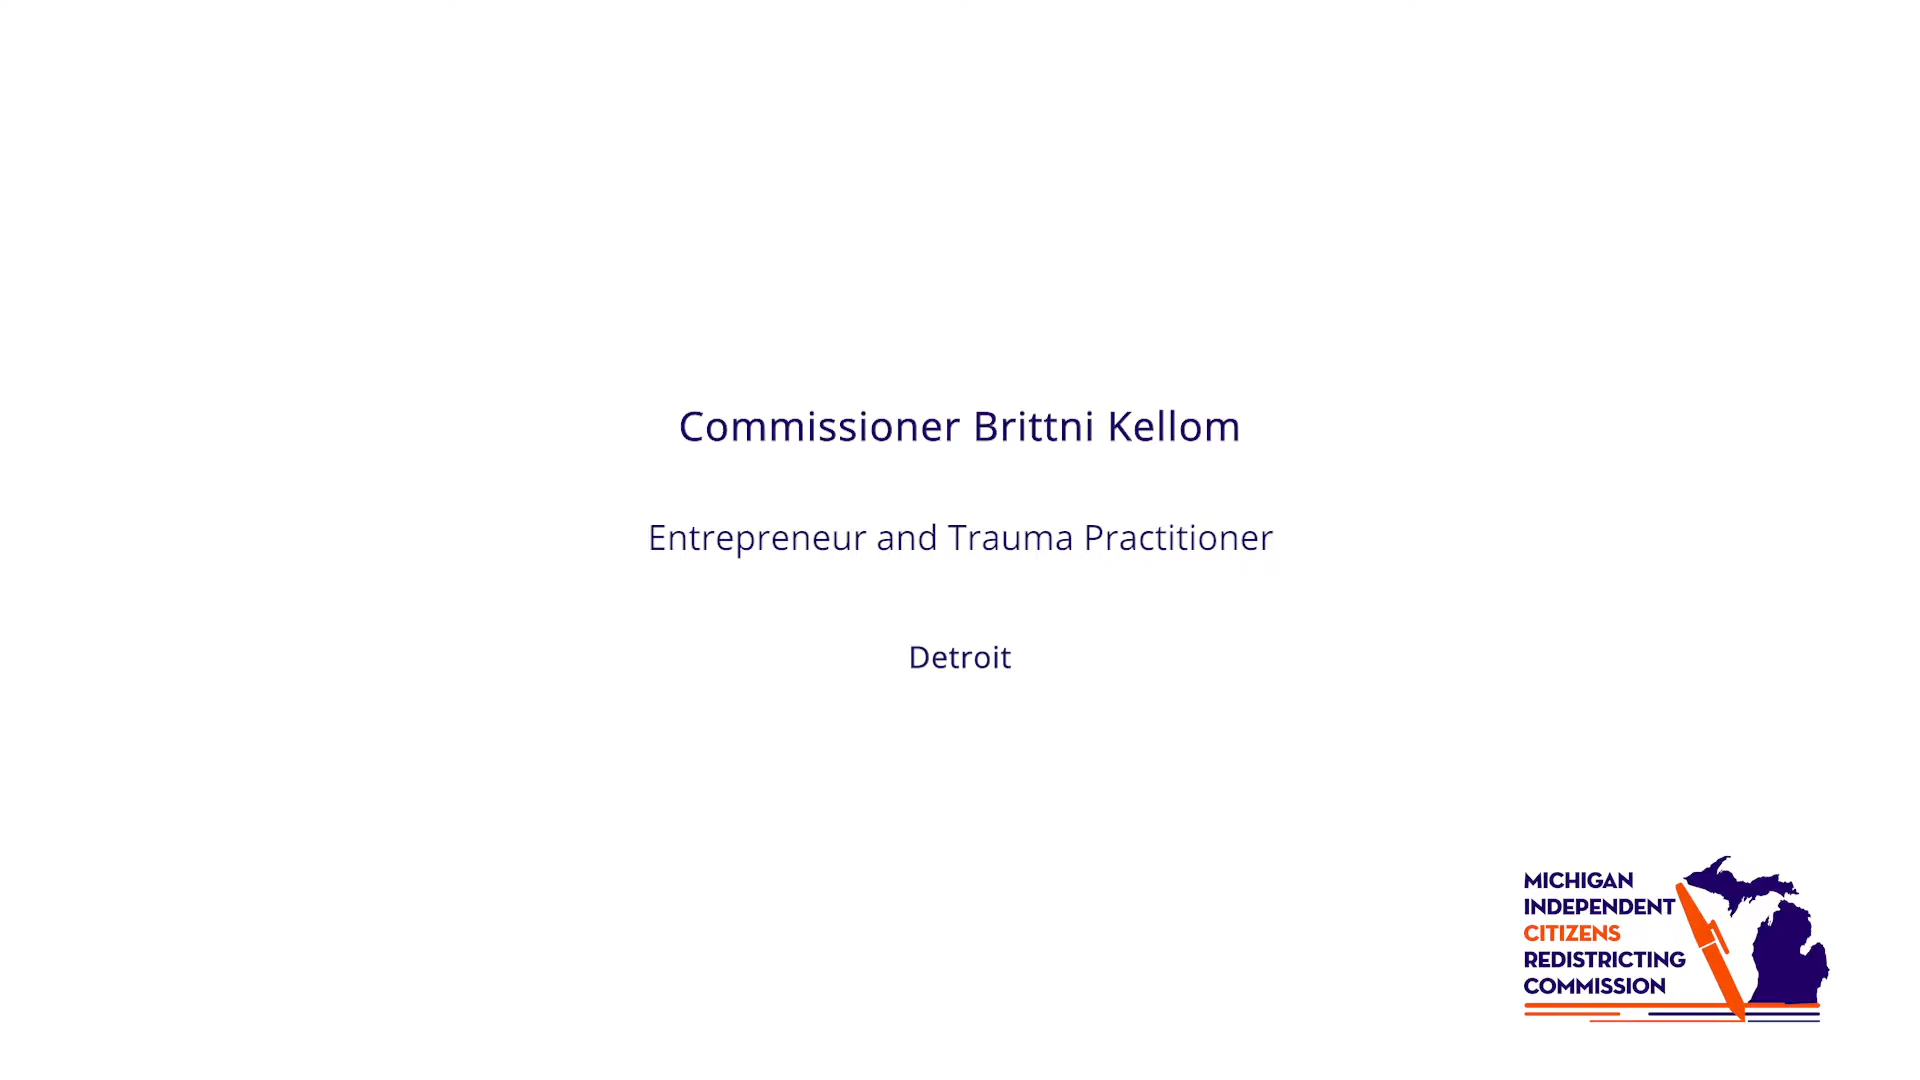 Commissioner Brittni Kellom
Entrepreneur and Trauma Practitioner
Detroit
MICHIGAN
INDEPENDENT
CITIZENS
REDISTRICTING
COMMISSION